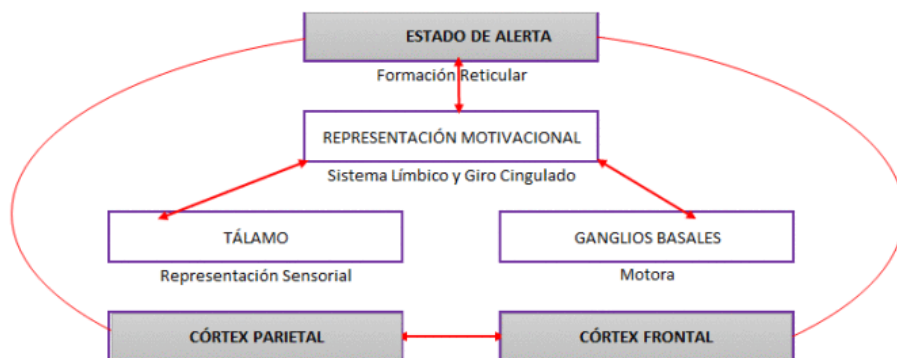 ESTADO DE ALERTA
Formación Reticular
REPRESENTACIÓN MOTIVACIONAL
Sistema Límbico y Giro Cingulado
TÁLAMO
GANGLIOS BASALES
Representación Sensorial
Motora
CÓRTEX PARIETAL
CÓRTEX FRONTAL